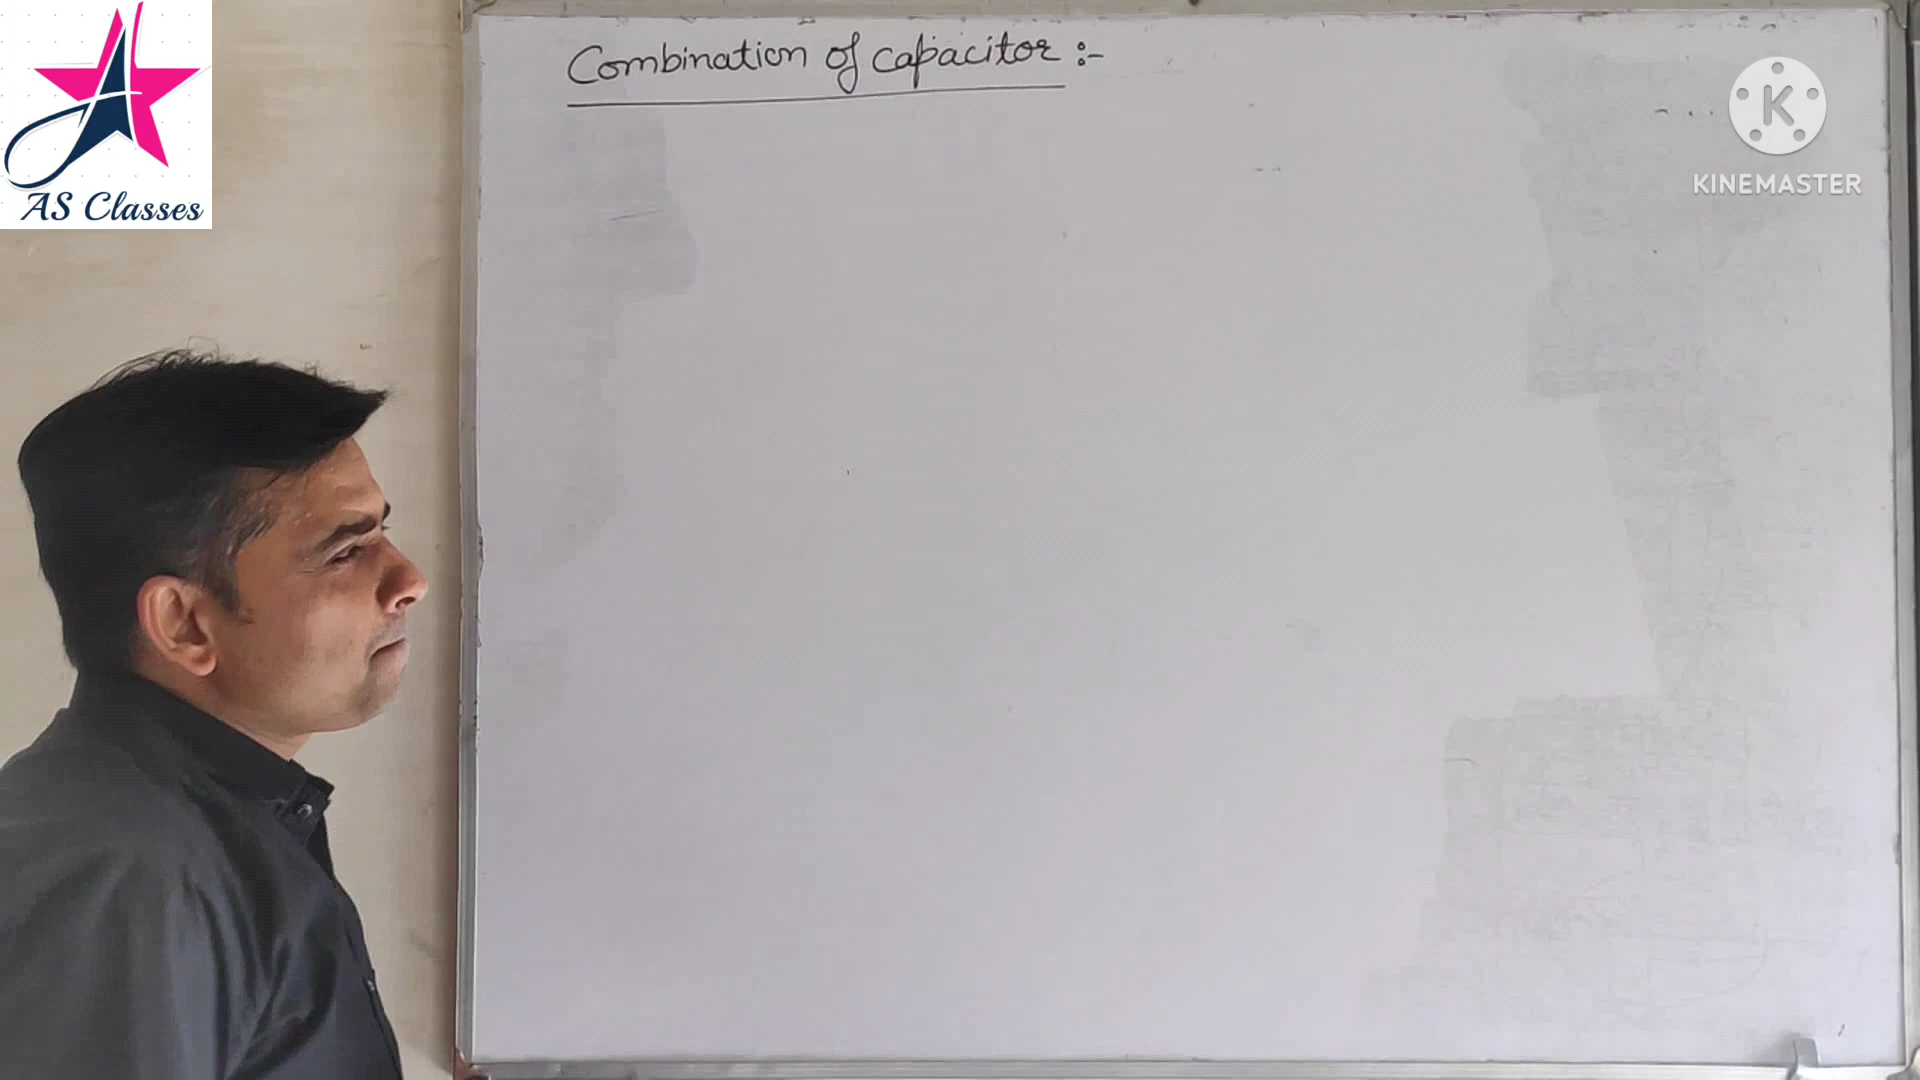 Combination of capacitor :-
AS Classes
KINEMASTER